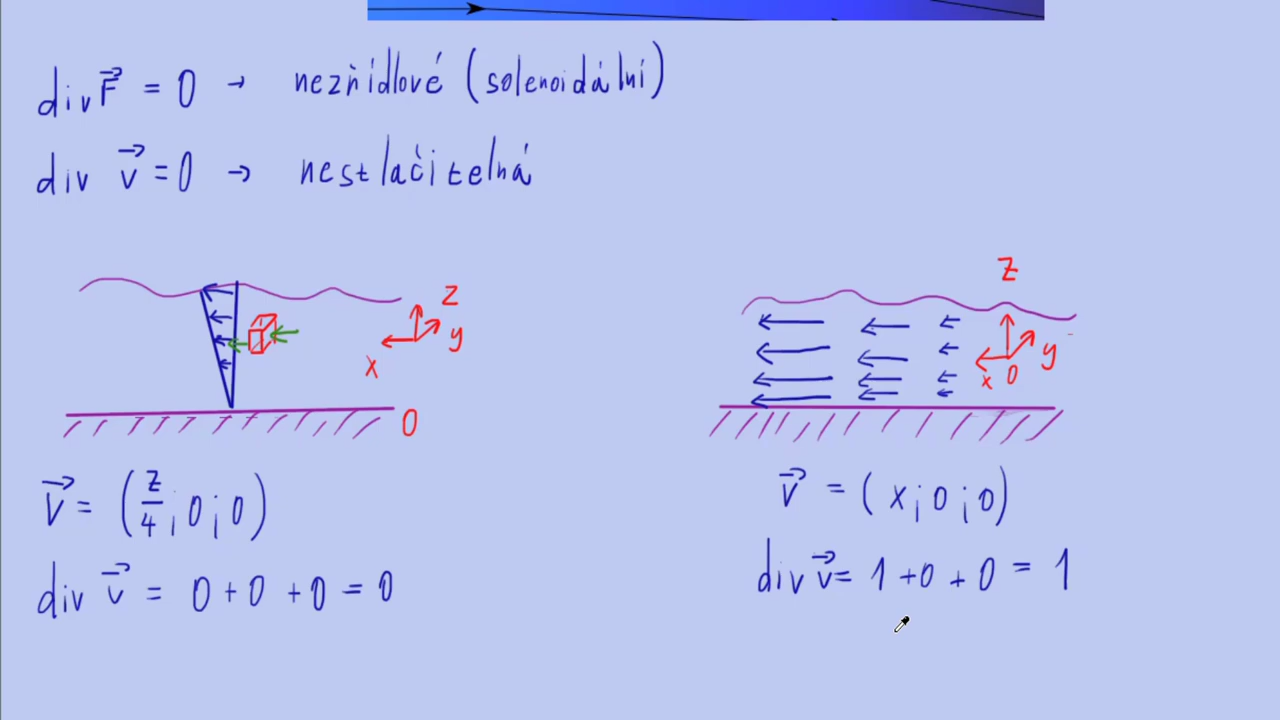 div F⃗ = 0 → nezřídlové (solenoidální)
div v⃗ = 0 → nestlačitelná
z
y
x
0
z
y
x 0
v⃗ = (z/4; 0; 0)
div v⃗ = 0 + 0 + 0 = 0
v⃗ = (x; 0; 0)
div v⃗ = 1 + 0 + 0 = 1